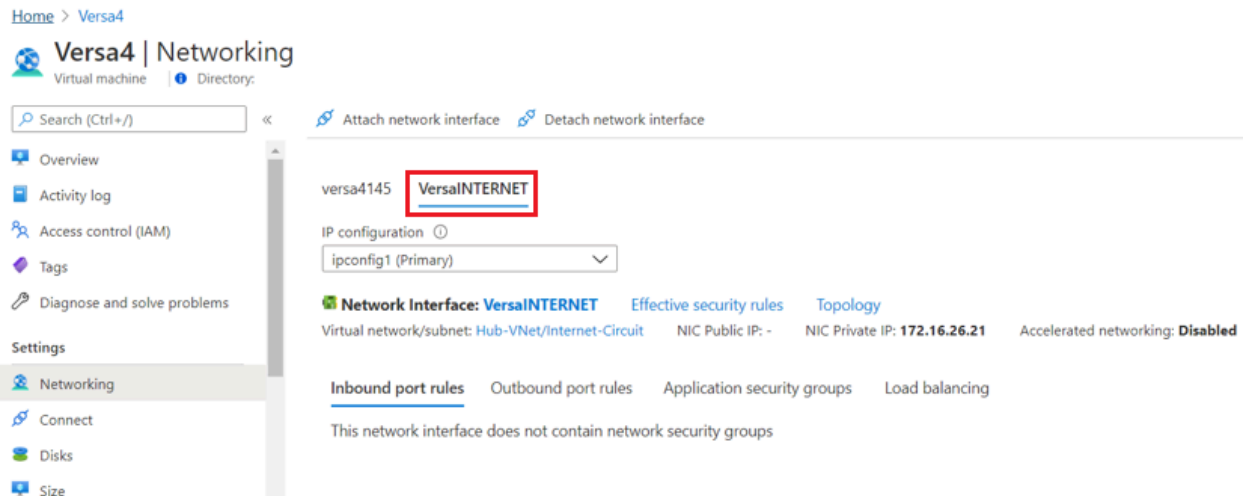 Home > Versa4
Versa4 | Networking
Virtual machine
Directory:
Search (Ctrl+/)
«
Overview
Activity log
Access control (IAM)
Tags
Diagnose and solve problems
Settings
Networking
Connect
Disks
Size
Attach network interface
Detach network interface
versa4145
VersaINTERNET
IP configuration
ipconfig1 (Primary)
Network Interface: VersaINTERNET
Effective security rules
Topology
Virtual network/subnet: Hub-VNet/Internet-Circuit
NIC Public IP: -
NIC Private IP: 172.16.26.21
Accelerated networking: Disabled
Inbound port rules
Outbound port rules
Application security groups
Load balancing
This network interface does not contain network security groups